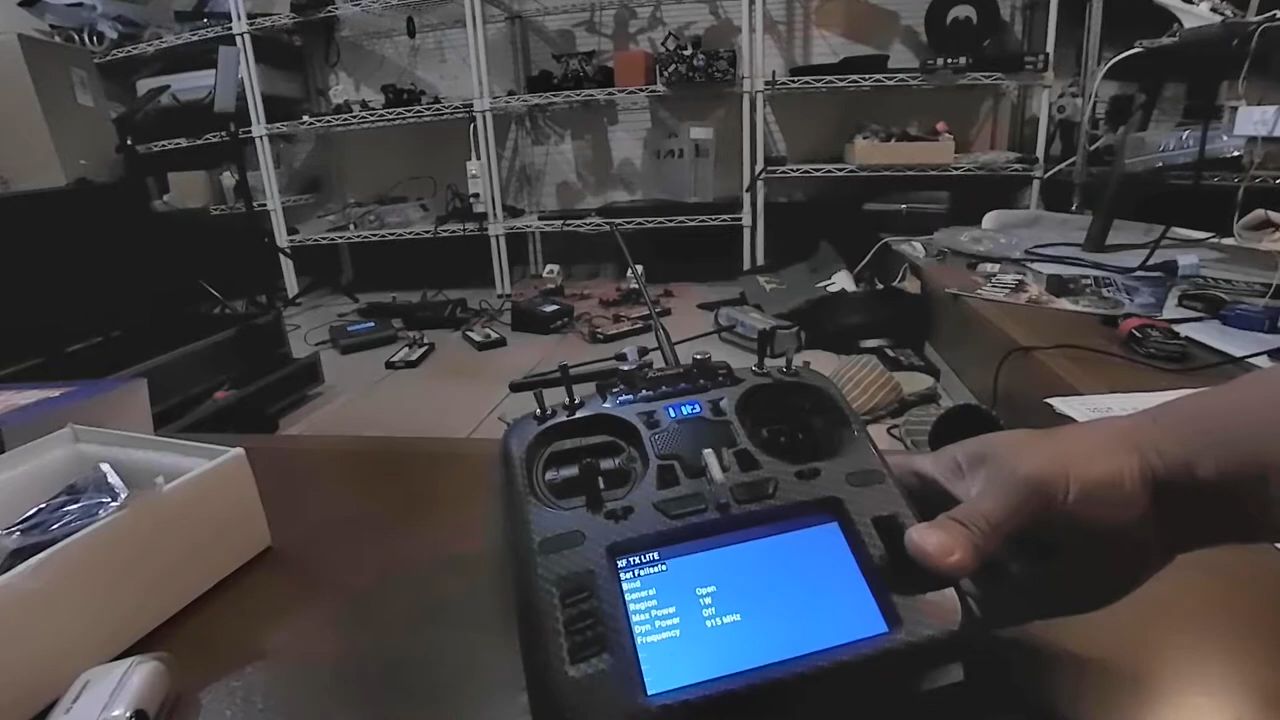 XF TX LITE
Set Failsafe
Bind
General
Region Open
Max Power 1W
Dyn. Power Off
Frequency 915 MHz